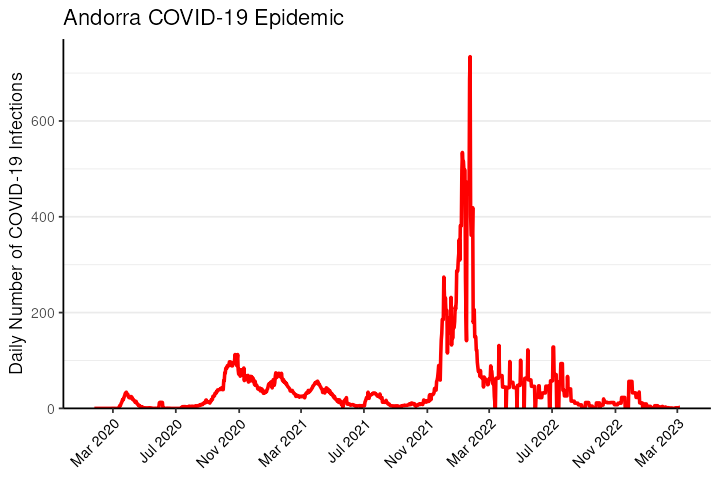 Andorra COVID-19 Epidemic
Daily Number of COVID-19 Infections
600
400
200
0
Mar 2020
Jul 2020
Nov 2020
Mar 2021
Jul 2021
Nov 2021
Mar 2022
Jul 2022
Nov 2022
Mar 2023